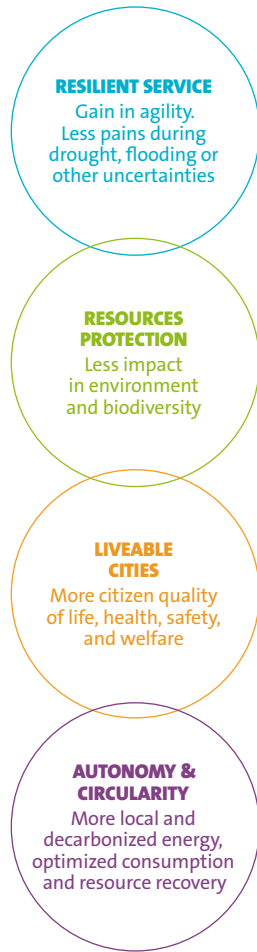 RESILIENT SERVICE
Gain in agility.
Less pains during
drought, flooding or
other uncertainties
RESOURCES
PROTECTION
Less impact
in environment
and biodiversity
LIVEABLE
CITIES
More citizen quality
of life, health, safety,
and welfare
AUTONOMY &
CIRCULARITY
More local and
decarbonized energy,
optimized consumption
and resource recovery